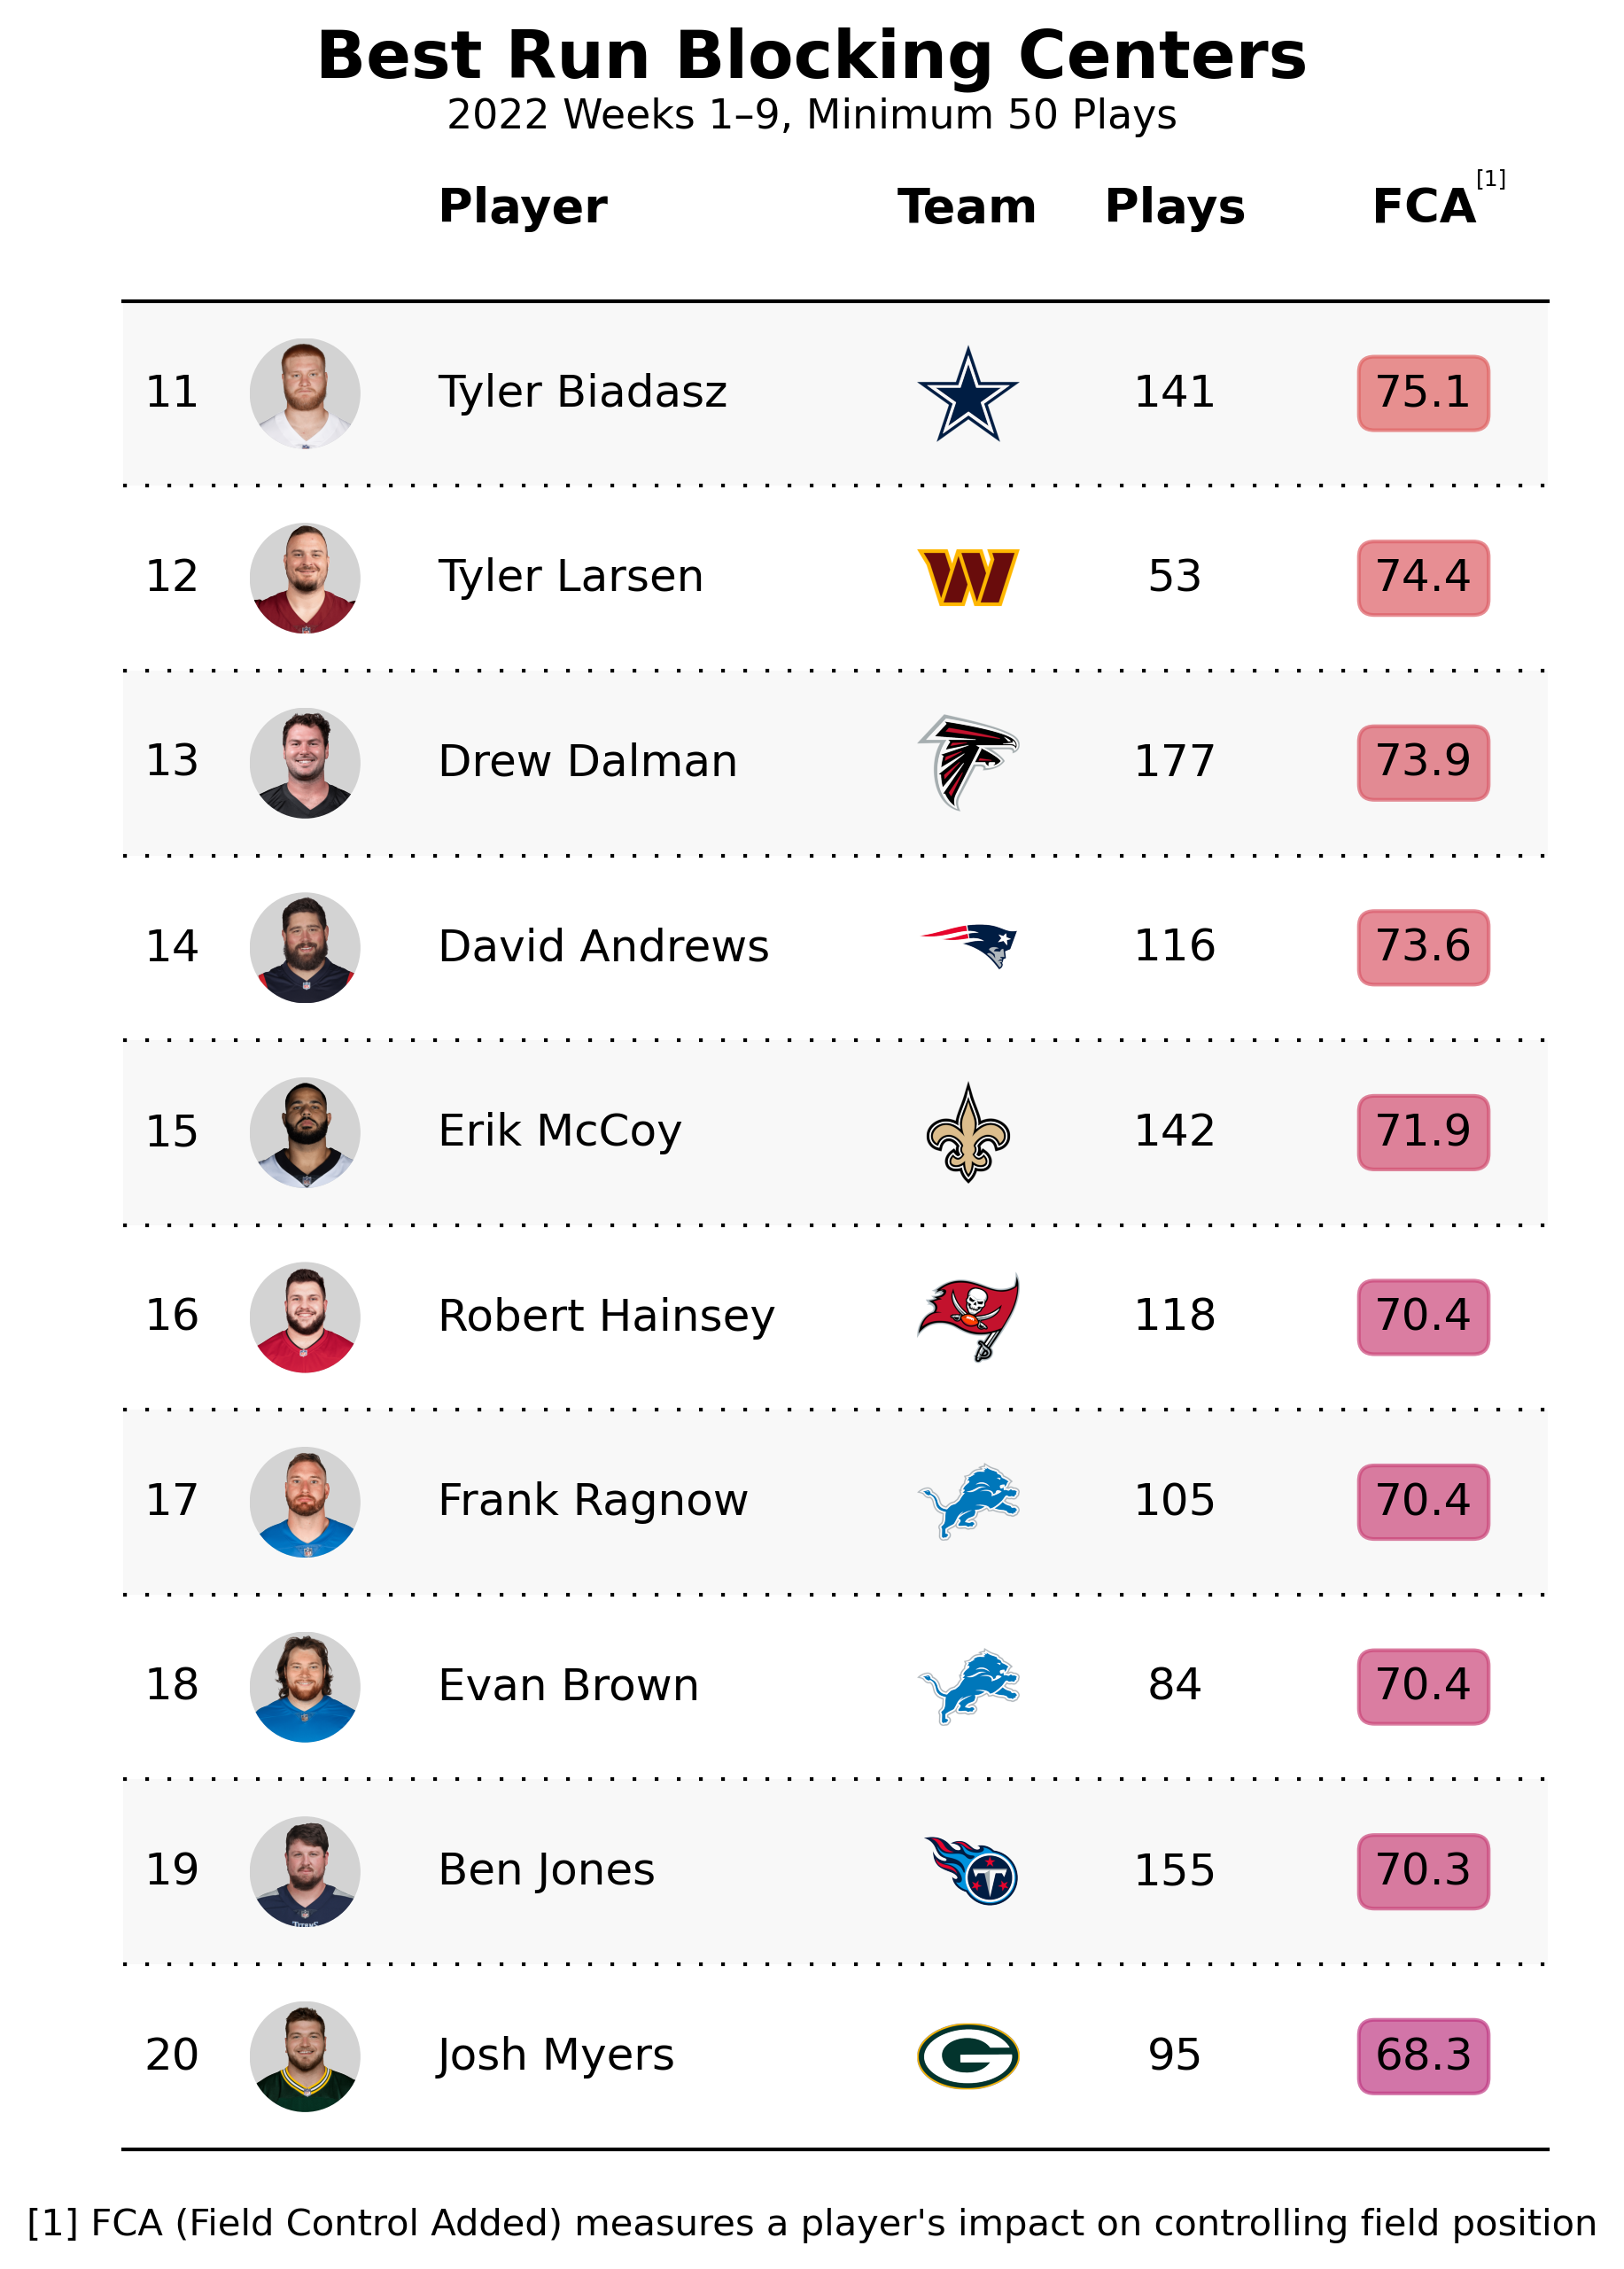 Best Run Blocking Centers
2022 Weeks 1–9, Minimum 50 Plays
Player Team Plays FCA[1]
11 Tyler Biadasz 141 75.1
12 Tyler Larsen 53 74.4
13 Drew Dalman 177 73.9
14 David Andrews 116 73.6
15 Erik McCoy 142 71.9
16 Robert Hainsey 118 70.4
17 Frank Ragnow 105 70.4
18 Evan Brown 84 70.4
19 Ben Jones 155 70.3
20 Josh Myers 95 68.3
[1] FCA (Field Control Added) measures a player's impact on controlling field position